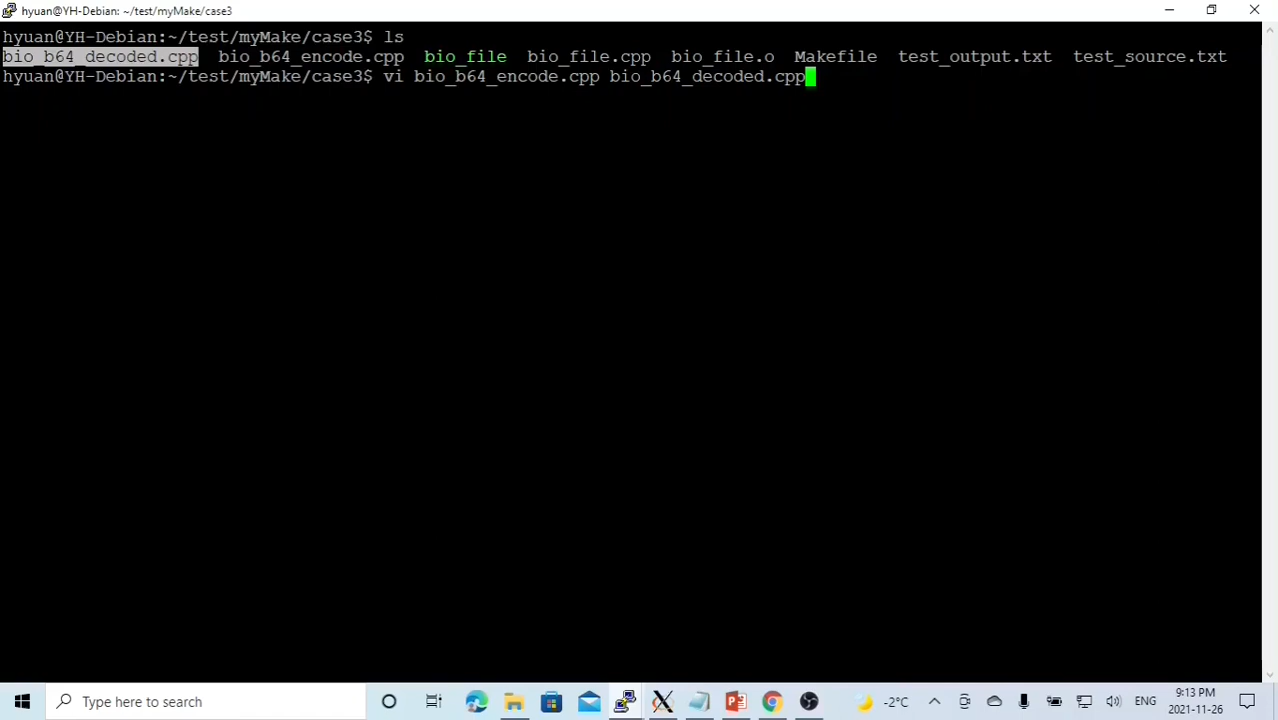 hyuan@YH-Debian: ~/test/myMake/case3
hyuan@YH-Debian:~/test/myMake/case3$ ls
bio_b64_decoded.cpp bio_b64_encode.cpp bio_file bio_file.cpp bio_file.o Makefile test_output.txt test_source.txt
hyuan@YH-Debian:~/test/myMake/case3$ vi bio_b64_encode.cpp bio_b64_decoded.cpp
Type here to search
-2°C
ENG
9:13 PM
2021-11-26